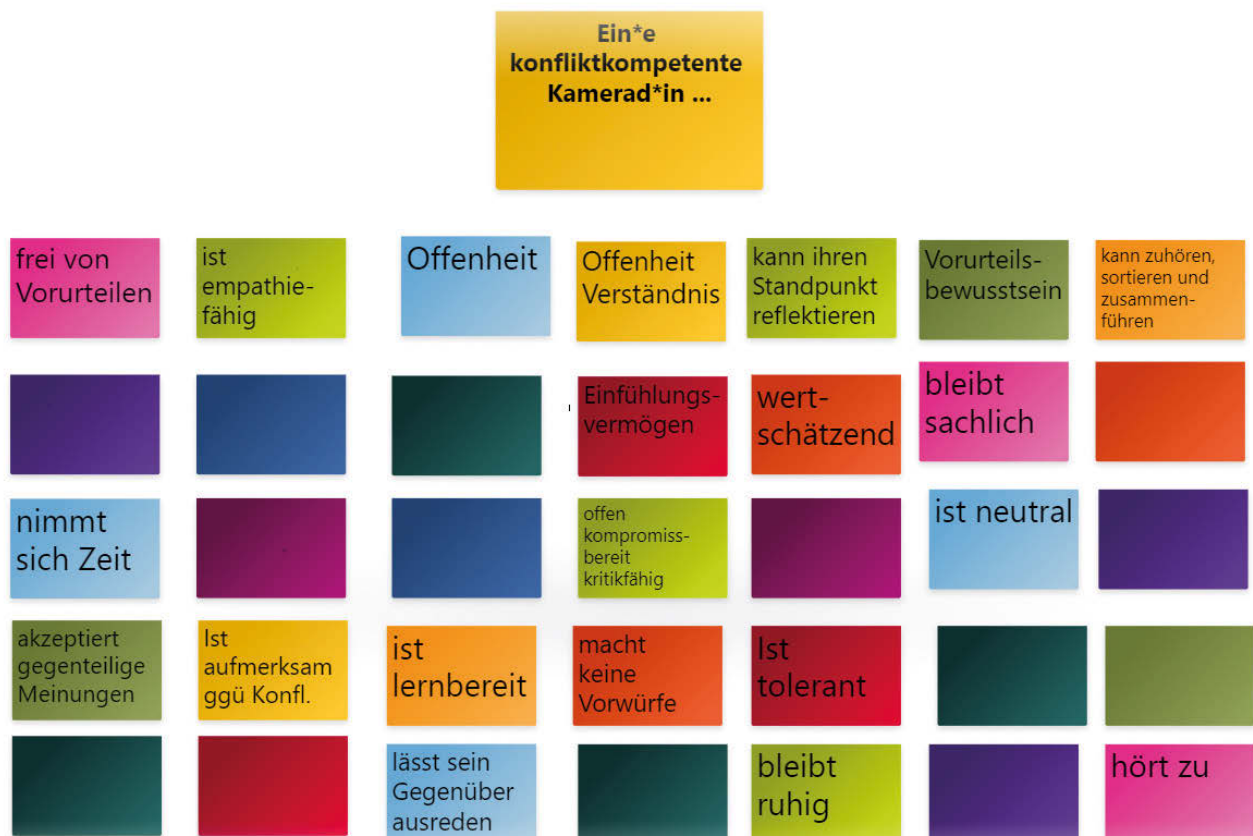 Ein*e
konfliktkompetente
Kamerad*in ...
frei von
Vorurteilen
ist
empathie-
fähig
Offenheit
Offenheit
Verständnis
kann ihren
Standpunkt
reflektieren
Vorurteils-
bewusstsein
kann zuhören,
sortieren und
zusammen-
führen
Einfühlungs-
vermögen
wert-
schätzend
bleibt
sachlich
nimmt
sich Zeit
offen
kompromiss-
bereit
kritikfähig
ist neutral
akzeptiert
gegenteilige
Meinungen
Ist
aufmerksam
ggü Konfl.
ist
lernbereit
macht
keine
Vorwürfe
Ist
tolerant
lässt sein
Gegenüber
ausreden
bleibt
ruhig
hört zu